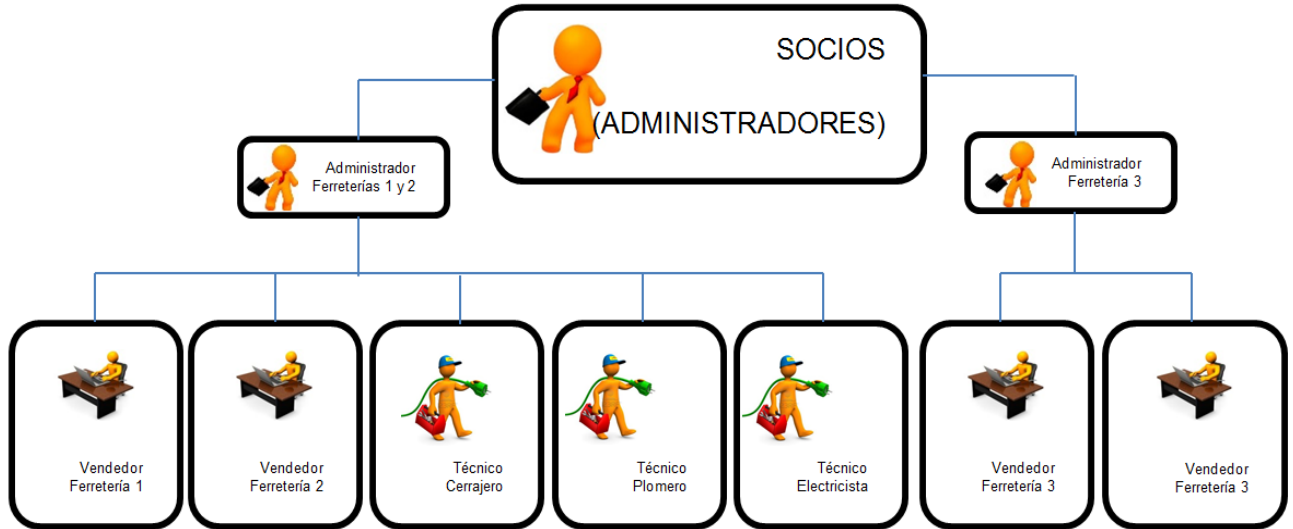 SOCIOS
(ADMINISTRADORES)
Administrador
Ferreterías 1 y 2
Administrador
Ferretería 3
Vendedor
Ferretería 1
Vendedor
Ferretería 2
Técnico
Cerrajero
Técnico
Plomero
Técnico
Electricista
Vendedor
Ferretería 3
Vendedor
Ferretería 3